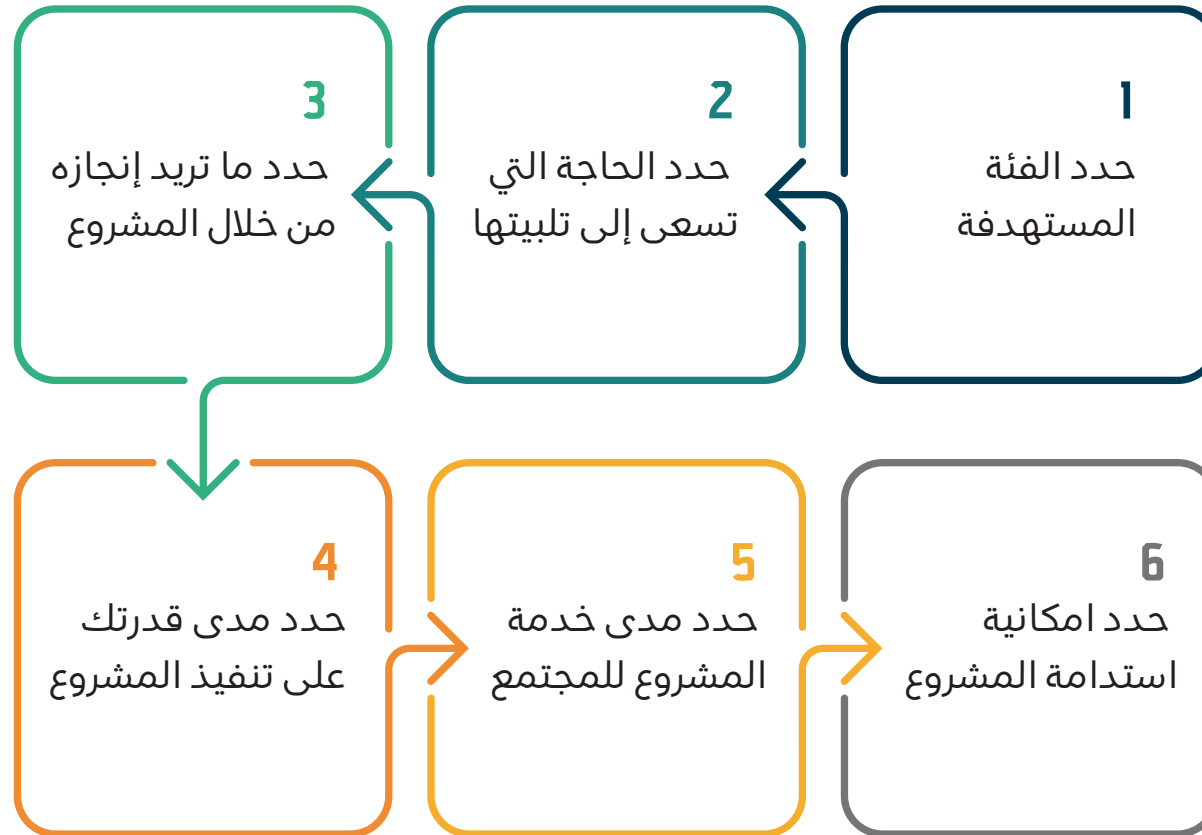 1
حدد الفئة
المستهدفة
2
حدد الحاجة التي
تسعى إلى تلبيتها
3
حدد ما تريد إنجازه
من خلال المشروع
4
حدد مدى قدرتك
على تنفيذ المشروع
5
حدد مدى خدمة
المشروع للمجتمع
6
حدد امكانية
استدامة المشروع